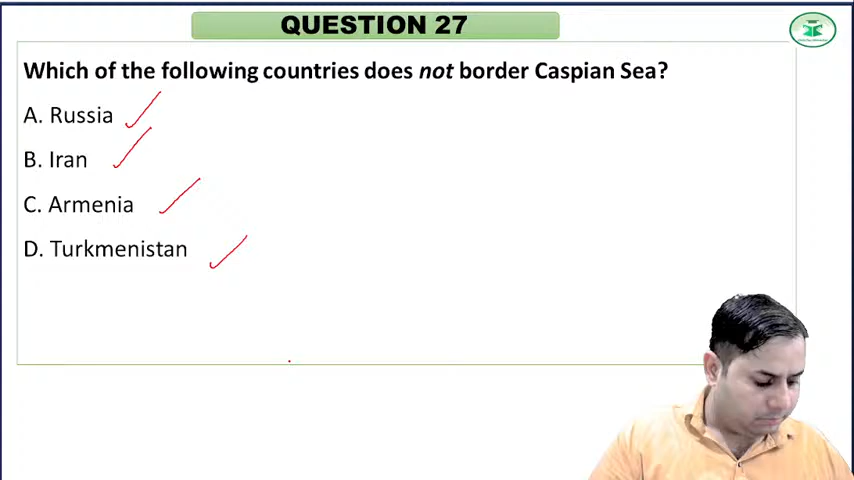 QUESTION 27
Which of the following countries does not border Caspian Sea?
A. Russia
B. Iran
C. Armenia
D. Turkmenistan